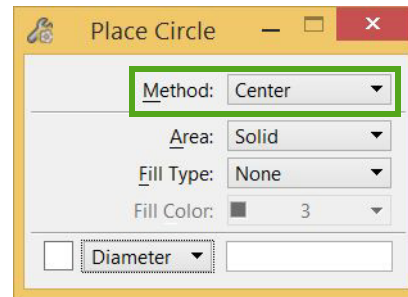 Place Circle
Method: Center
Area: Solid
Fill Type: None
Fill Color: 3
Diameter